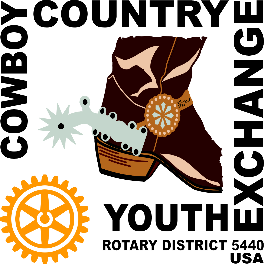 COWBOY
COUNTRY
YOUTH
EXCHANGE
ROTARY DISTRICT 5440
USA